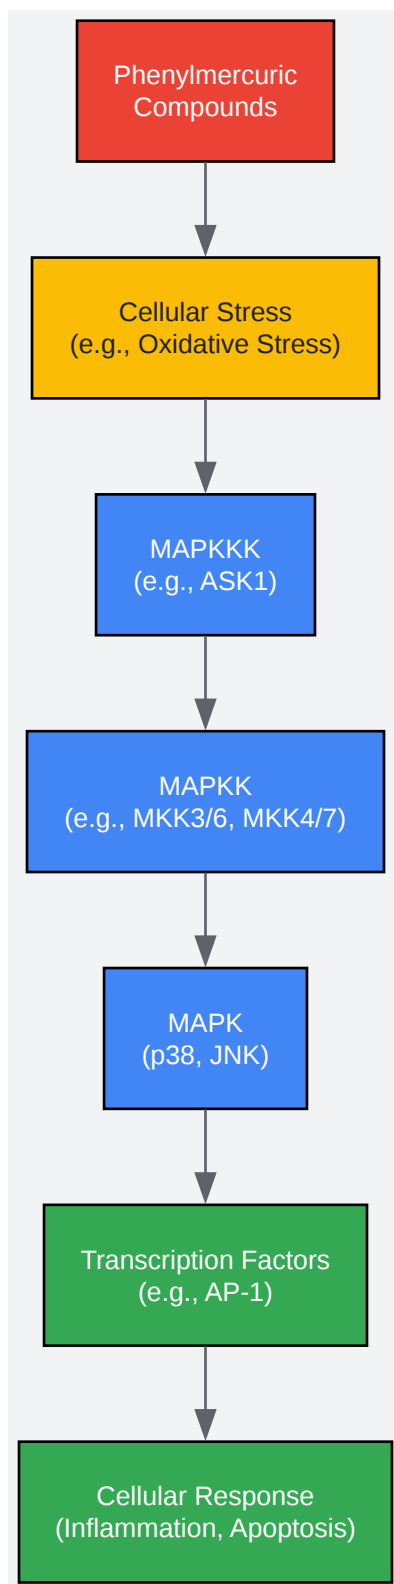 Phenylmercuric
Compounds
Cellular Stress
(e.g., Oxidative Stress)
MAPKKK
(e.g., ASK1)
MAPKK
(e.g., MKK3/6, MKK4/7)
MAPK
(p38, JNK)
Transcription Factors
(e.g., AP-1)
Cellular Response
(Inflammation, Apoptosis)